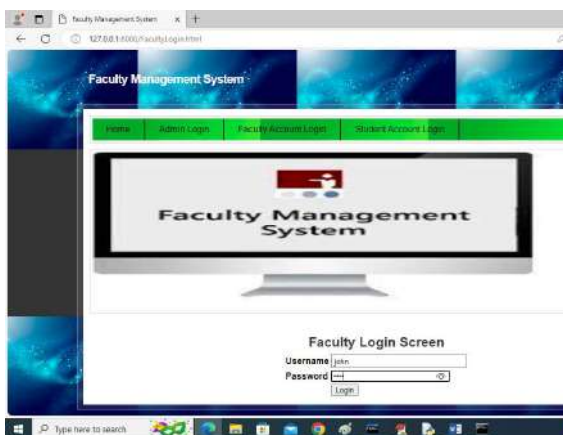 Faculty Management System
127.0.0.1:8000/FacultyLogin.html
Faculty Management System
Home Admin Login Faculty Account Login Student Account Login
Faculty Management
System
Faculty Login Screen
Username john
Password
Login
Type here to search